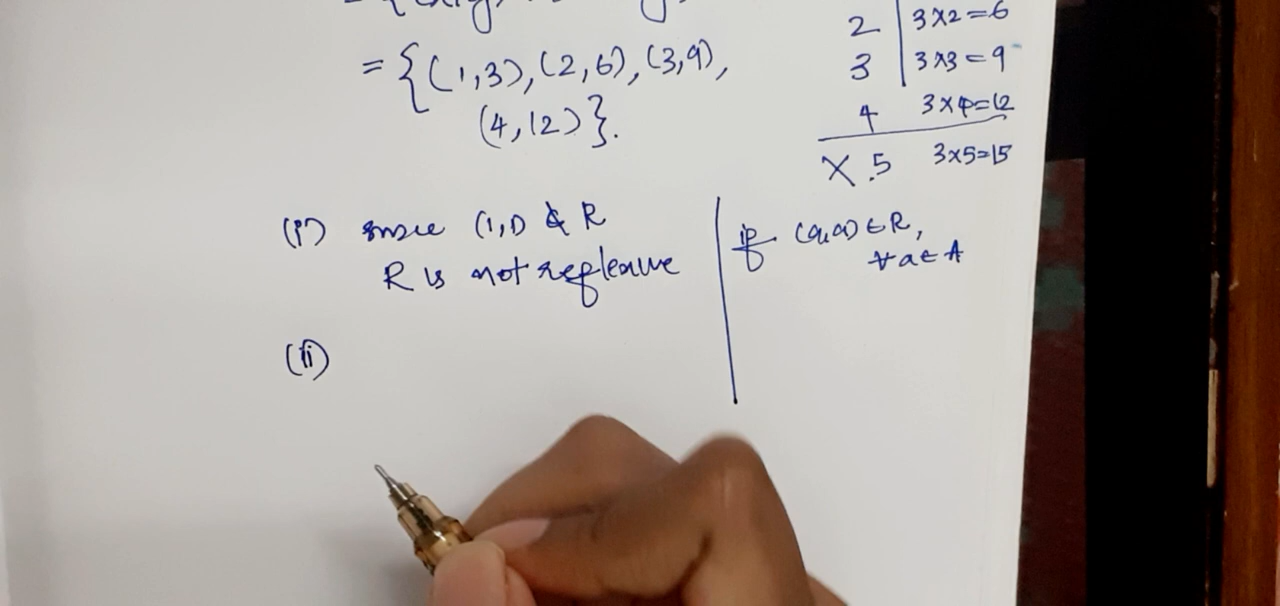 = {(1,3), (2,6), (3,9),
(4,12)}.
2 | 3×2=6
3 | 3×3=9
4 3×4=12
× 5 3×5=15
(i) since (1,1) ∉ R
R is not reflexive
if (a,a) ∈ R,
∀ a ∈ A
(ii)